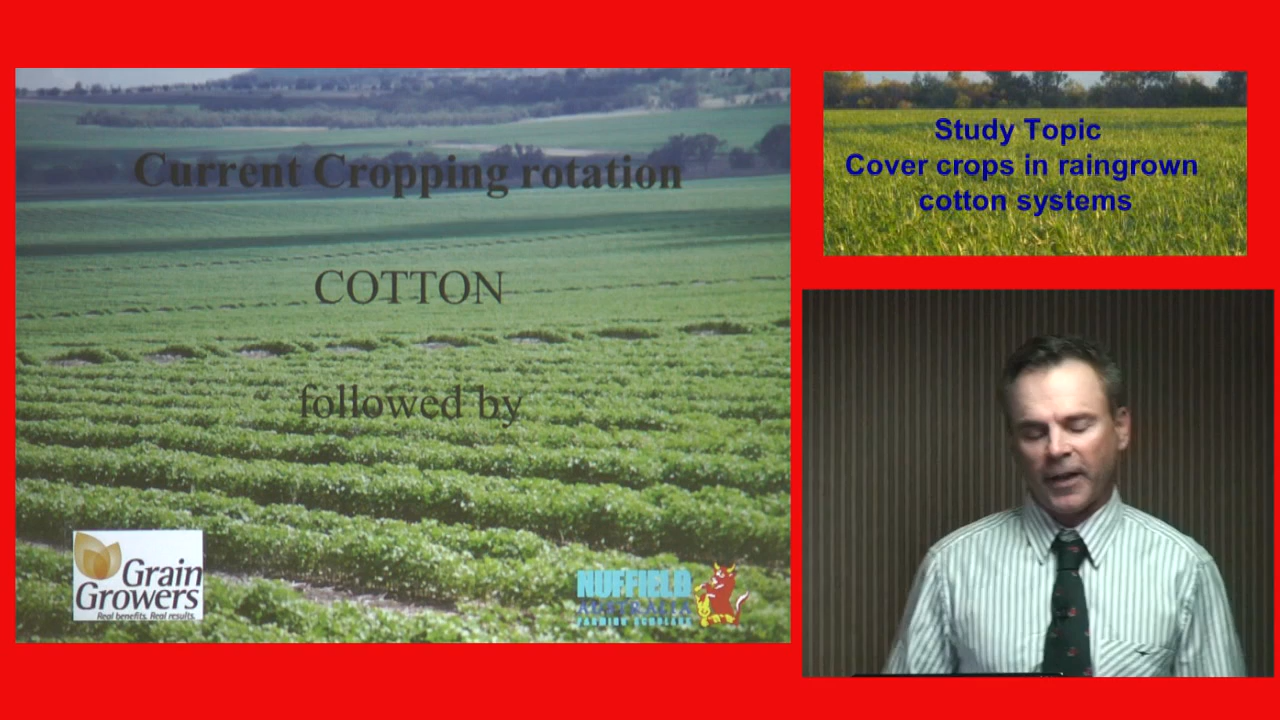 Current Cropping rotation
COTTON
followed by
Grain
Growers
Real benefits. Real results.
NUFFIELD
AUSTRALIA
FARMING SCHOLARS
Study Topic
Cover crops in raingrown
cotton systems